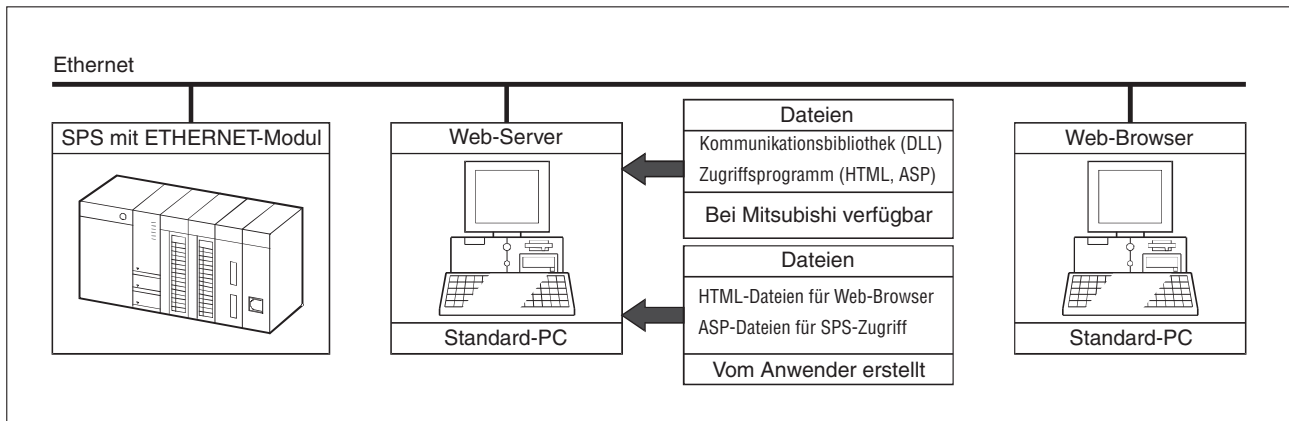 Ethernet
SPS mit ETHERNET-Modul
Web-Server
Standard-PC
Dateien
Kommunikationsbibliothek (DLL)
Zugriffsprogramm (HTML, ASP)
Bei Mitsubishi verfügbar
Dateien
HTML-Dateien für Web-Browser
ASP-Dateien für SPS-Zugriff
Vom Anwender erstellt
Web-Browser
Standard-PC